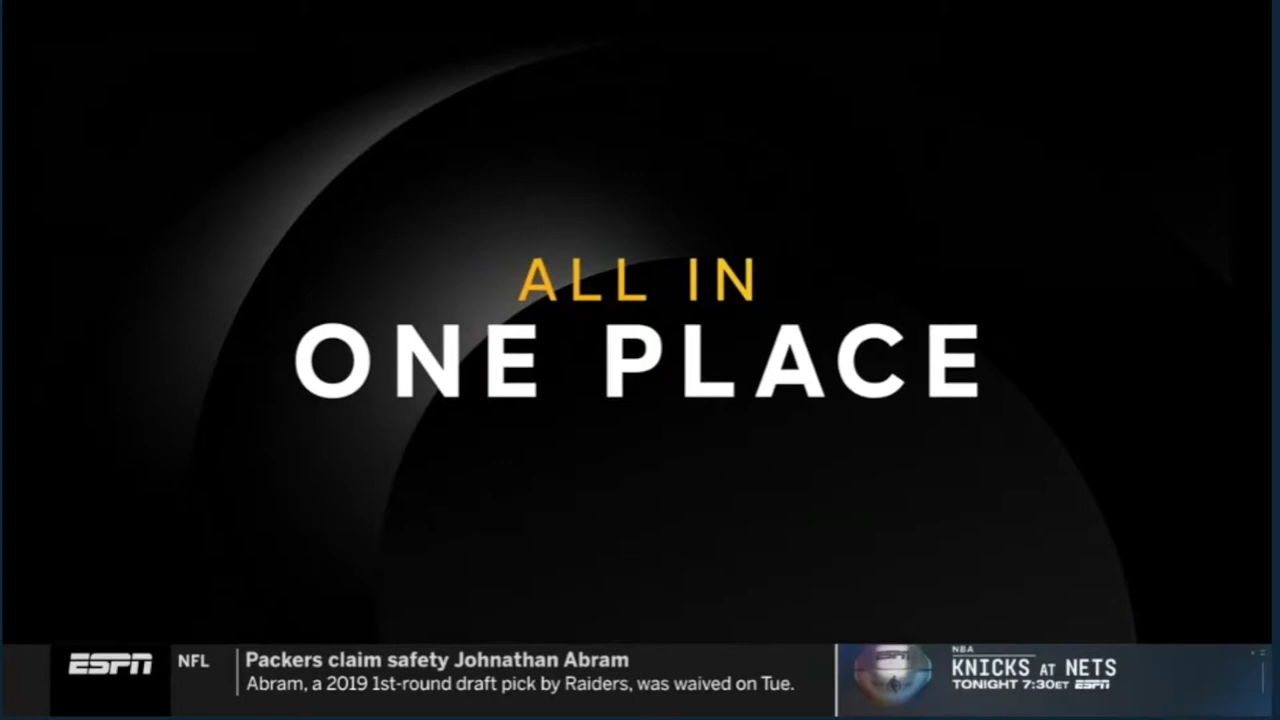 ALL IN
ONE PLACE
ESPN
NFL
Packers claim safety Johnathan Abram
Abram, a 2019 1st-round draft pick by Raiders, was waived on Tue.
ESPN
NBA
KNICKS AT NETS
TONIGHT 7:30ET ESPN